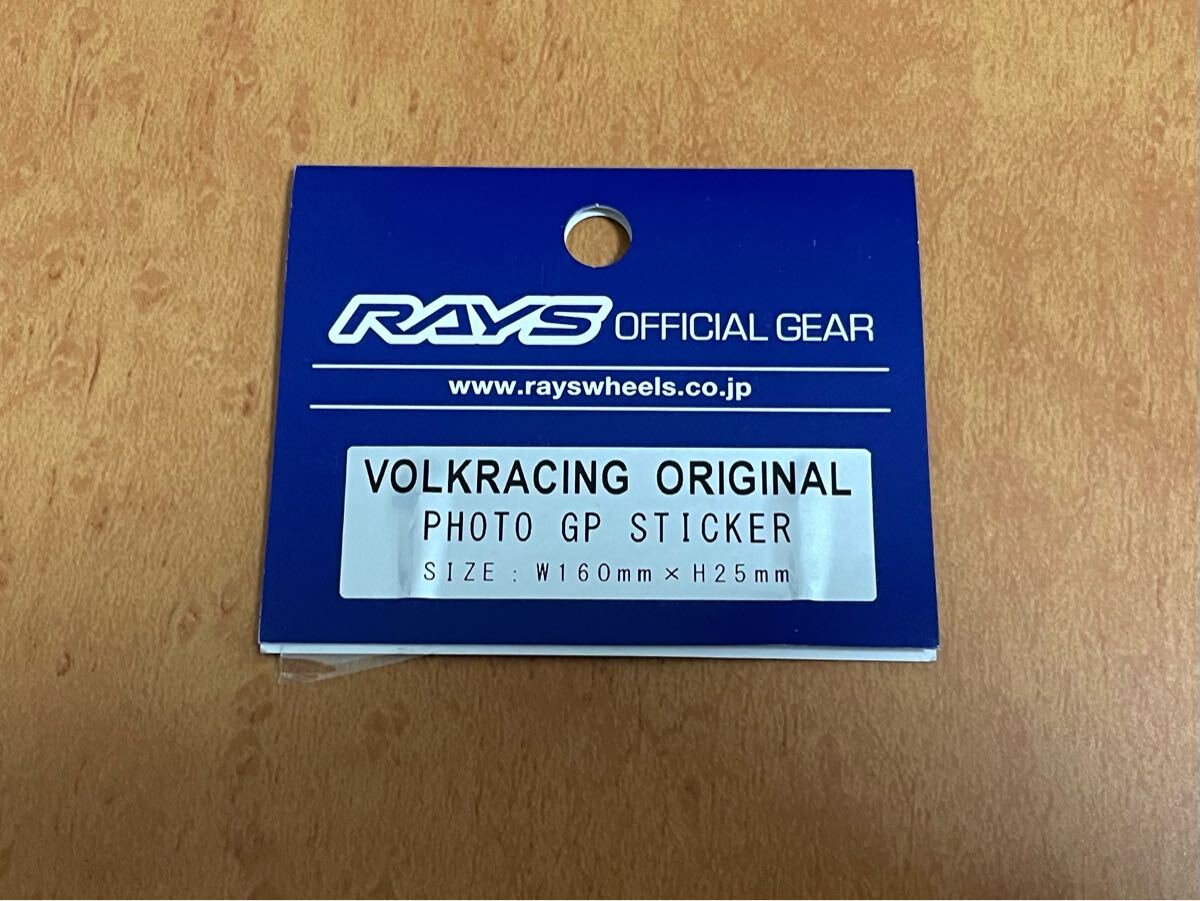 RAYS OFFICIAL GEAR
www.rayswheels.co.jp
VOLKRACING ORIGINAL
PHOTO GP STICKER
SIZE : W160mm × H25mm